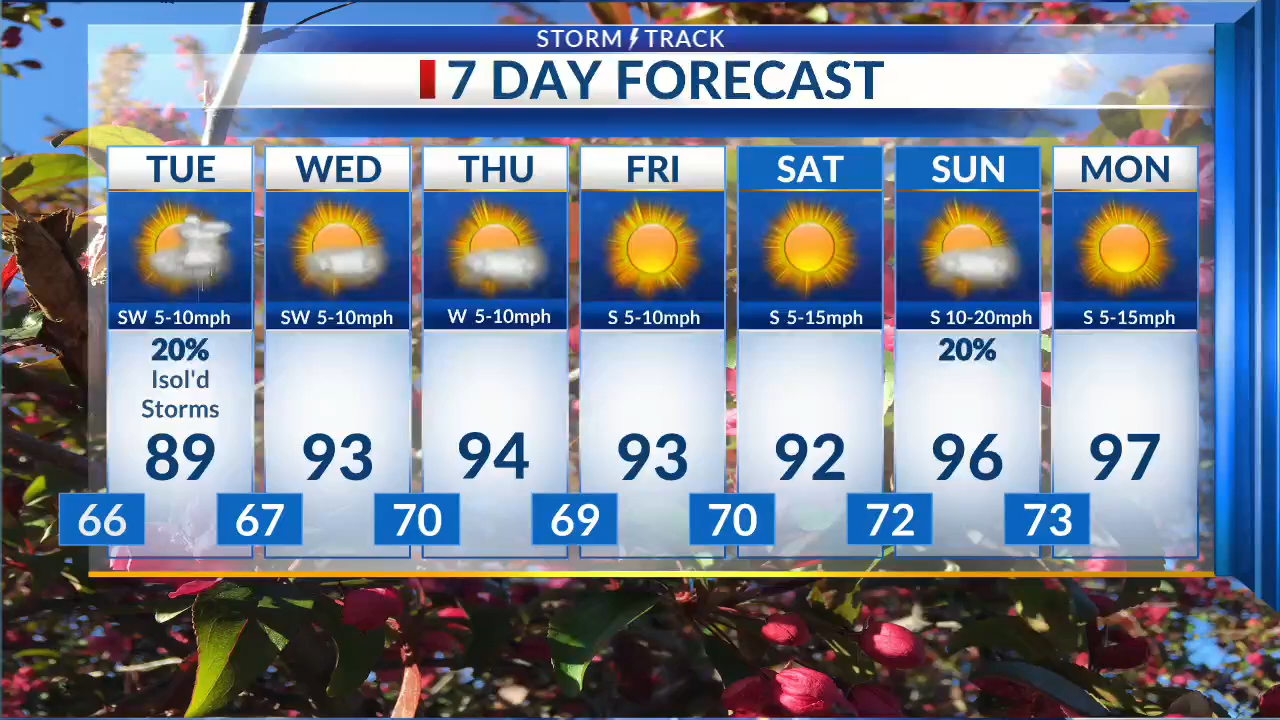 STORM TRACK
7 DAY FORECAST
TUE WED THU FRI SAT SUN MON
SW 5-10mph SW 5-10mph W 5-10mph S 5-10mph S 5-15mph S 10-20mph S 5-15mph
20% 20%
Isol'd
Storms
89 93 94 93 92 96 97
66 67 70 69 70 72 73